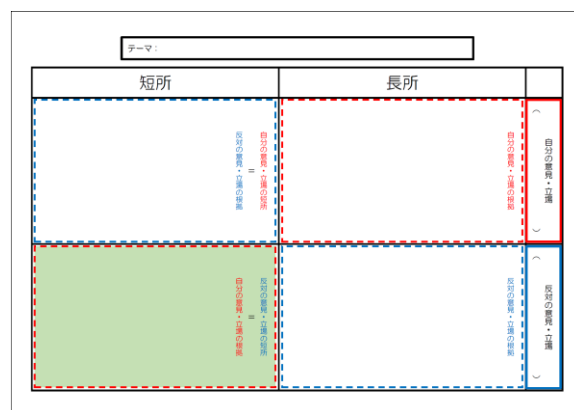 テーマ：
長所
短所
（　自分の意見・立場　）
自分の意見・立場の根拠
自分の意見・立場の短所
＝
反対の意見・立場の根拠
（　反対の意見・立場　）
反対の意見・立場の根拠
反対の意見・立場の短所
＝
自分の意見・立場の根拠